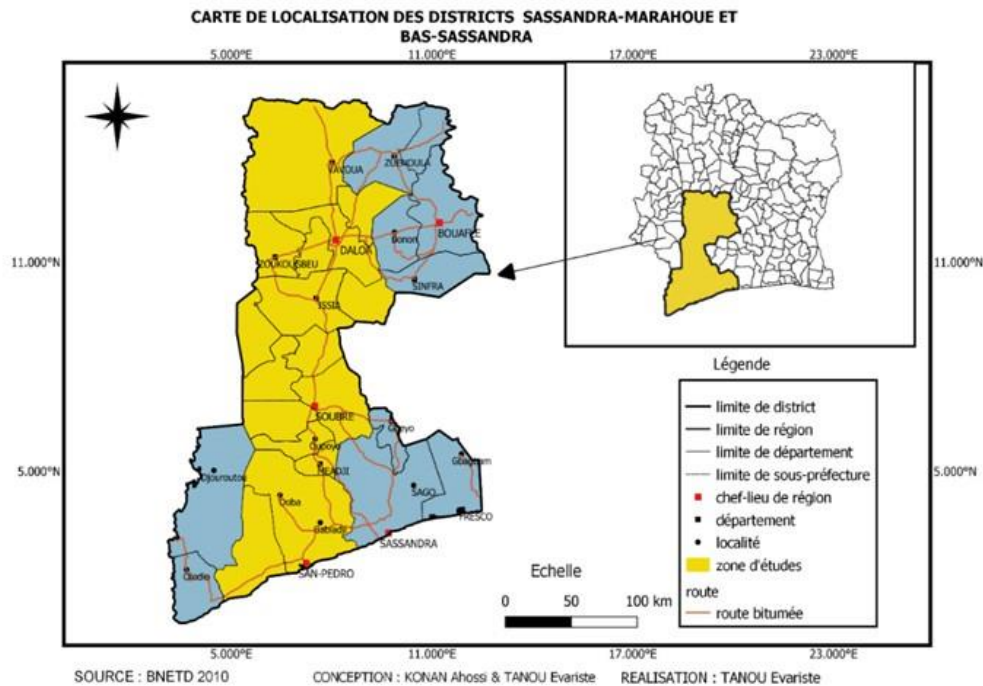 CARTE DE LOCALISATION DES DISTRICTS SASSANDRA-MARAHOUE ET
BAS-SASSANDRA
5.000°E 11.000°E 17.000°E 23.000°E
ZUENOULA
BOUAFLE
Bonon
DALOA
ZOUKOUGBEU
11.000°N 11.000°N
SINFRA
ISSIA
Légende
limite de district
limite de région
limite de département
limite de sous-préfecture
chef-lieu de région
département
localité
zone d'études
route
route bitumée
SOUBRE
MEADJI
5.000°N 5.000°N
Djouroutou
SAGO
Doba
FRESCO
Gabiadji
SASSANDRA
SAN-PEDRO
Echelle
0 50 100 km
5.000°E 11.000°E 17.000°E 23.000°E
SOURCE : BNETD 2010 CONCEPTION : KONAN Ahossi & TANOU Evariste REALISATION : TANOU Evariste